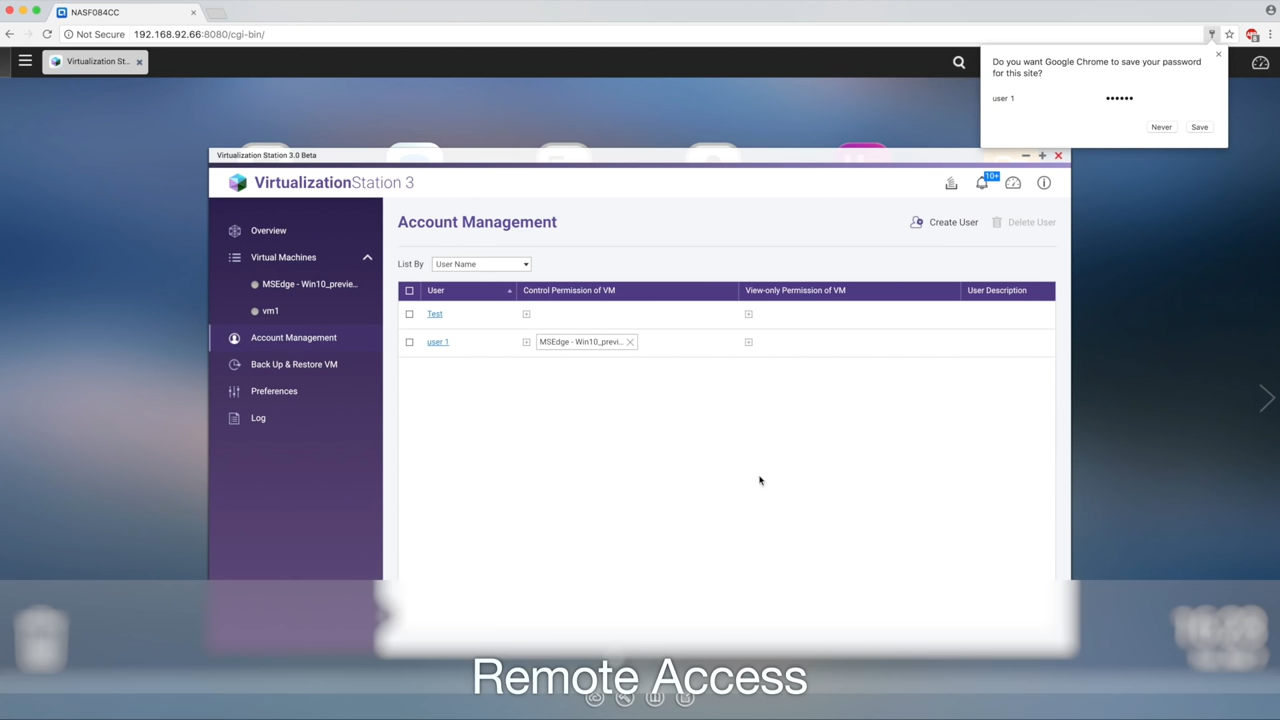 NASF084CC
Not Secure 192.168.92.66:8080/cgi-bin/
Virtualization St...
Do you want Google Chrome to save your password
for this site?
user 1 ••••••
Never Save
Virtualization Station 3.0 Beta
VirtualizationStation 3
10+
Overview
Virtual Machines
MSEdge - Win10_previe...
vm1
Account Management
Back Up & Restore VM
Preferences
Log
Account Management
Create User Delete User
List By User Name
User Control Permission of VM View-only Permission of VM User Description
Test
user 1 MSEdge - Win10_previ...
Remote Access